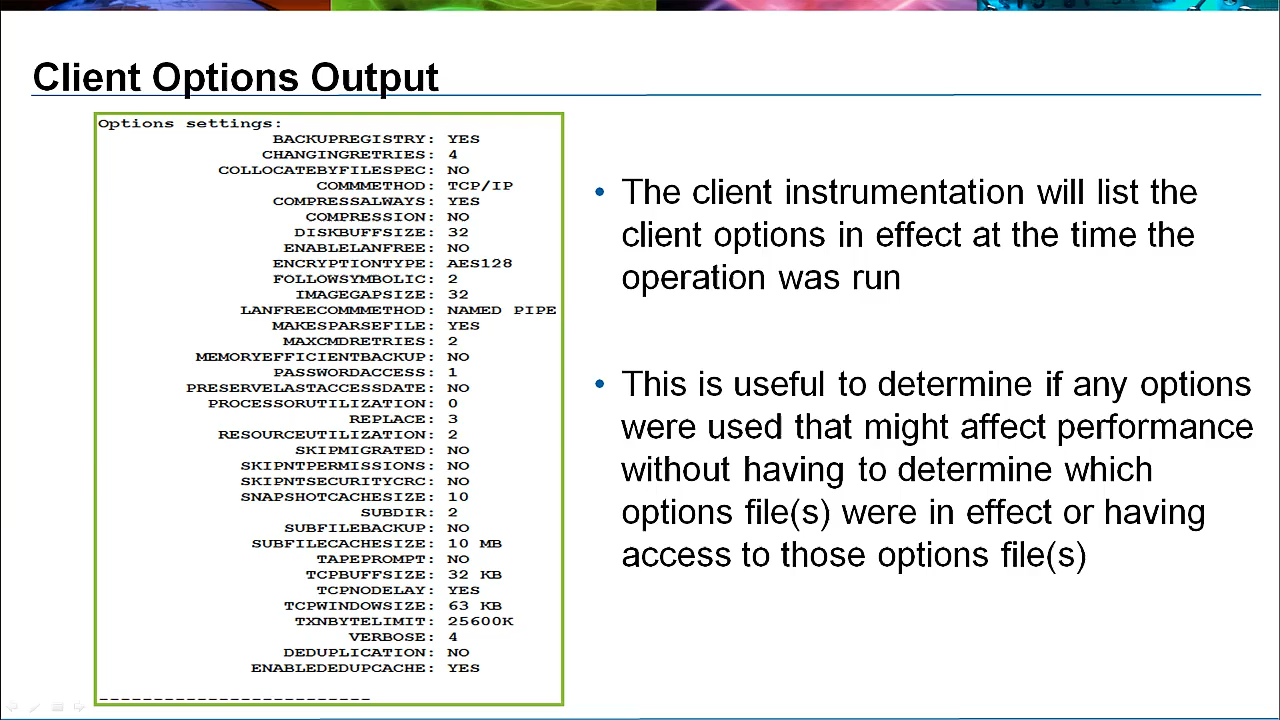 Client Options Output
Options settings:
BACKUPREGISTRY: YES
CHANGINGRETRIES: 4
COLLOCATEBYFILESPEC: NO
COMMMETHOD: TCP/IP
COMPRESSALWAYS: YES
COMPRESSION: NO
DISKBUFFSIZE: 32
ENABLELANFREE: NO
ENCRYPTIONTYPE: AES128
FOLLOWSYMBOLIC: 2
IMAGEGAPSIZE: 32
LANFREECOMMMETHOD: NAMED PIPE
MAKESPARSEFILE: YES
MAXCMDRETRIES: 2
MEMORYEFFICIENTBACKUP: NO
PASSWORDACCESS: 1
PRESERVELASTACCESSDATE: NO
PROCESSORUTILIZATION: 0
REPLACE: 3
RESOURCEUTILIZATION: 2
SKIPMIGRATED: NO
SKIPNTPERMISSIONS: NO
SKIPNTSECURITYCRC: NO
SNAPSHOTCACHESIZE: 10
SUBDIR: 2
SUBFILEBACKUP: NO
SUBFILECACHESIZE: 10 MB
TAPEPROMPT: NO
TCPBUFFSIZE: 32 KB
TCPNODELAY: YES
TCPWINDOWSIZE: 63 KB
TXNBYTELIMIT: 25600K
VERBOSE: 4
DEDUPLICATION: NO
ENABLEDEDUPCACHE: YES
-------------------------
• The client instrumentation will list the
client options in effect at the time the
operation was run
• This is useful to determine if any options
were used that might affect performance
without having to determine which
options file(s) were in effect or having
access to those options file(s)